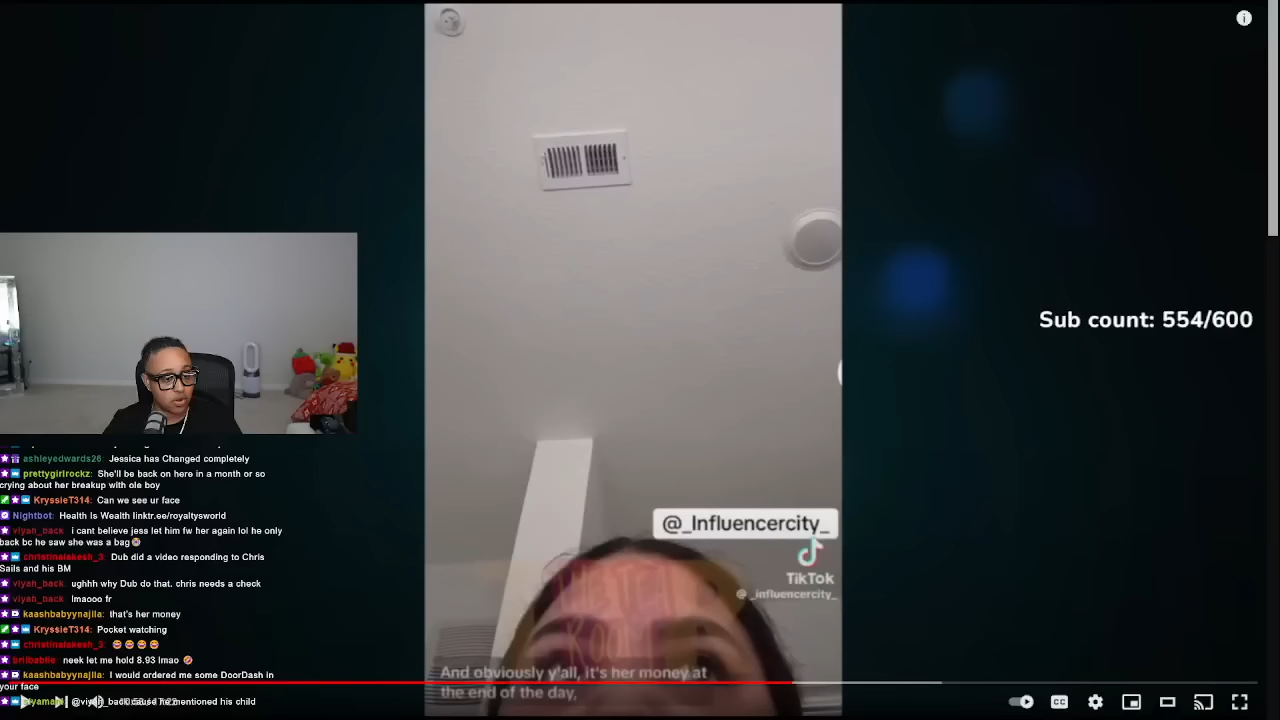 Sub count: 554/600
@_Influencercity_
TikTok
@ _influencercity_
And obviously y'all, it's her money at
the end of the day,
ashleyedwards26: Jessica has Changed completely
prettygirlrockz: She'll be back on here in a month or so
crying about her breakup with ole boy
KryssieT314: Can we see ur face
Nightbot: Health Is Wealth linktr.ee/royaltysworld
viyah_back: i cant believe jess let him fw her again lol he only
back bc he saw she was a bag
christinalakesh_3: Dub did a video responding to Chris
Sails and his BM
viyah_back: ughhh why Dub do that. chris needs a check
viyah_back: lmaooo fr
kaashbabyynajila: that's her money
KryssieT314: Pocket watching
christinalakesh_3:
neek let me hold 8.93 lmao
kaashbabyynajila: I would ordered me some DoorDash in
your face
mentioned his child
CC